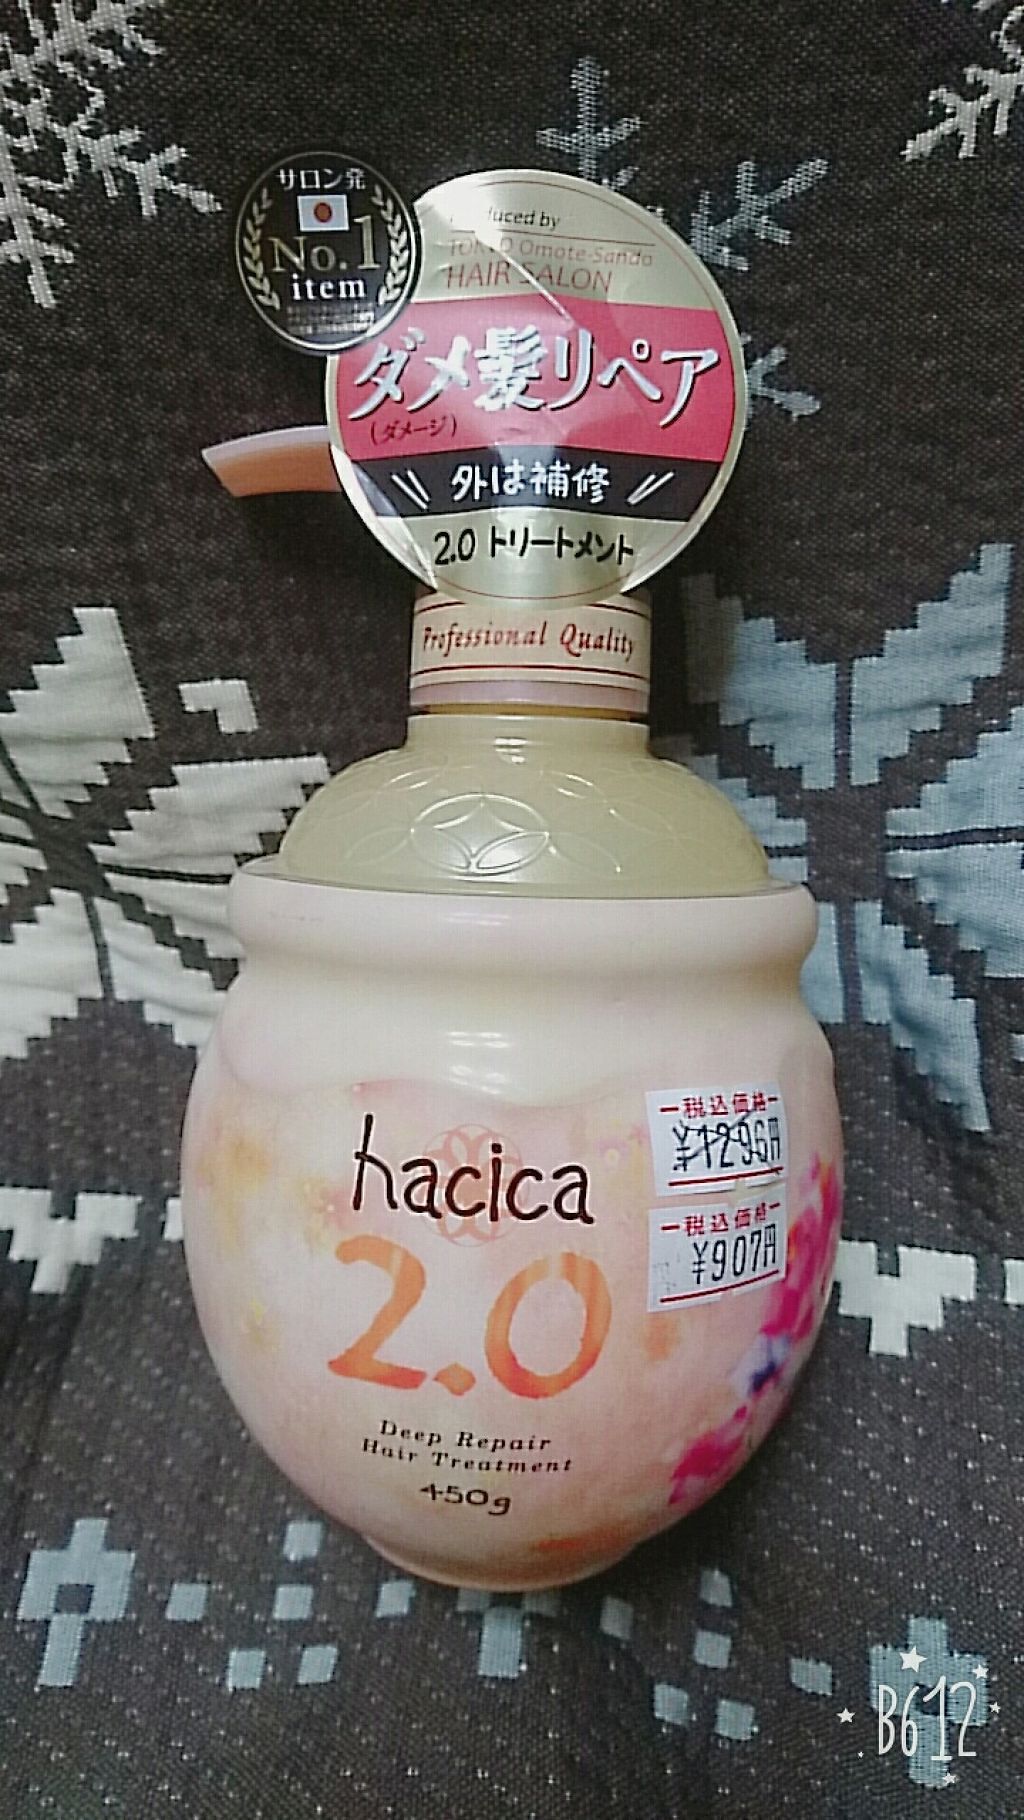 サロン発
No.1
item
duced by
TOKYO Omote-Sando
HAIR SALON
ダメ髪リペア
(ダメージ)
外は補修
2.0 トリートメント
Professional Quality
hacica
2.0
Deep Repair
Hair Treatment
450g
税込価格
¥1296円
税込価格
¥907円
B612